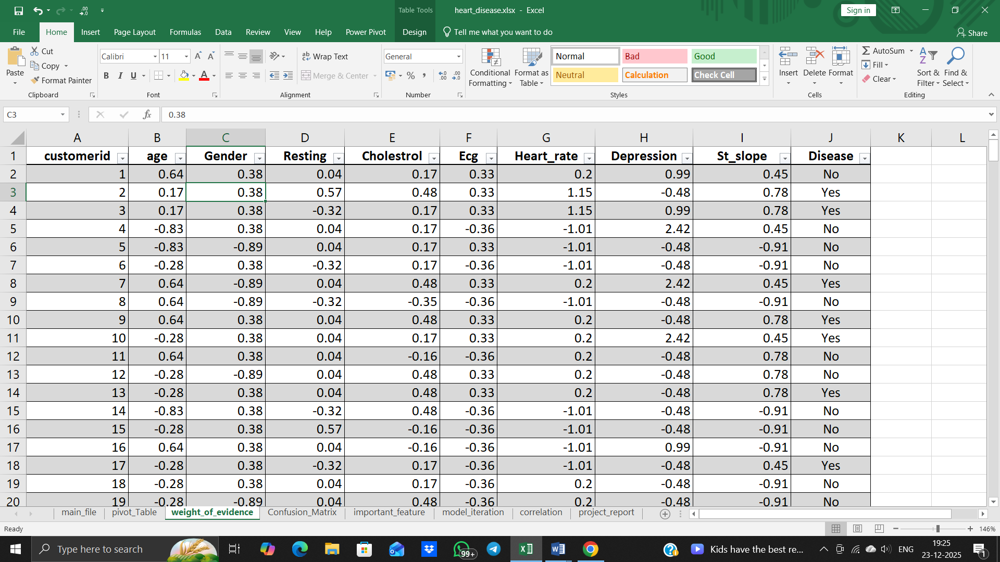 Table Tools
heart_disease.xlsx - Excel
Sign in
File Home Insert Page Layout Formulas Data Review View Help Power Pivot Design Tell me what you want to do Share
Paste Cut Copy Format Painter Clipboard
Calibri 11 B I U A Font
Wrap Text Merge & Center Alignment
General % , Number
Conditional Formatting Format as Table
Normal Bad Good
Neutral Calculation Check Cell
Styles
Insert Delete Format Cells
AutoSum Fill Clear Sort & Filter Find & Select Editing
C3 fx 0.38
A B C D E F G H I J K L
1 customerid age Gender Resting Cholestrol Ecg Heart_rate Depression St_slope Disease
2 1 0.64 0.38 0.04 0.17 0.33 0.2 0.99 0.45 No
3 2 0.17 0.38 0.57 0.48 0.33 1.15 -0.48 0.78 Yes
4 3 0.17 0.38 -0.32 0.17 0.33 1.15 0.99 0.78 Yes
5 4 -0.83 0.38 0.04 0.17 -0.36 -1.01 2.42 0.45 No
6 5 -0.83 -0.89 0.04 0.17 0.33 -1.01 -0.48 -0.91 No
7 6 -0.28 0.38 -0.32 0.17 -0.36 -1.01 -0.48 -0.91 No
8 7 0.64 -0.89 0.04 0.48 0.33 0.2 2.42 0.45 Yes
9 8 0.64 -0.89 -0.32 -0.35 -0.36 -1.01 -0.48 -0.91 No
10 9 0.64 0.38 0.04 0.48 0.33 0.2 -0.48 0.78 Yes
11 10 -0.28 0.38 0.04 0.17 0.33 0.2 2.42 0.45 Yes
12 11 0.64 0.38 0.04 -0.16 -0.36 0.2 -0.48 0.78 No
13 12 -0.28 -0.89 0.04 0.48 0.33 0.2 -0.48 0.78 No
14 13 -0.28 0.38 0.04 0.48 0.33 0.2 -0.48 0.78 Yes
15 14 -0.83 0.38 -0.32 0.48 -0.36 -1.01 -0.48 -0.91 No
16 15 -0.28 0.38 0.57 -0.16 -0.36 -1.01 -0.48 -0.91 No
17 16 0.64 0.38 0.04 -0.16 -0.36 -1.01 0.99 -0.91 No
18 17 -0.28 0.38 -0.32 0.17 -0.36 -1.01 -0.48 0.45 Yes
19 18 -0.28 0.38 0.04 0.17 -0.36 0.2 -0.48 -0.91 No
20 19 -0.28 -0.89 0.04 0.48 -0.36 0.2 -0.48 -0.91 No
main_file pivot_Table weight_of_evidence Confusion_Matrix important_feature model_iteration correlation project_report
Ready 146%
Type here to search 99+ Kids have the best re... ENG 19:25
23-12-2025 1